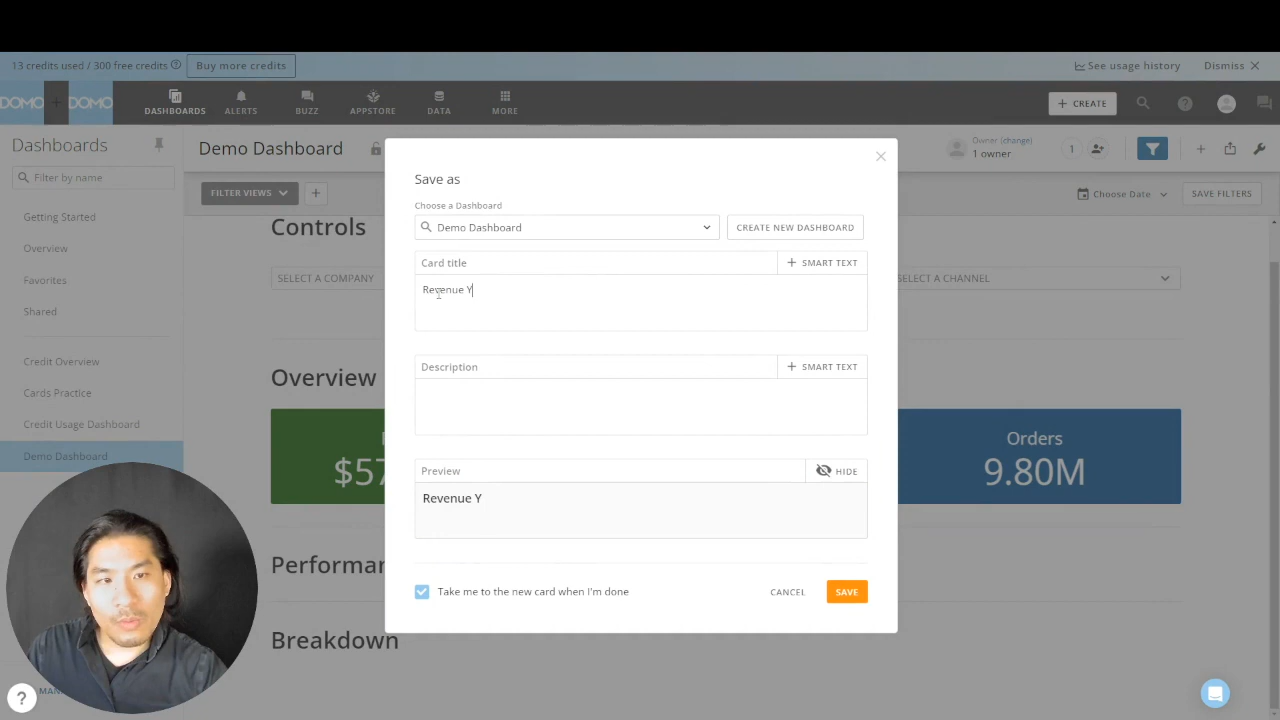 13 credits used / 300 free credits
Buy more credits
See usage history
Dismiss
DOMO + DOMO
DASHBOARDS
ALERTS
BUZZ
APPSTORE
DATA
MORE
+ CREATE
Dashboards
Filter by name
Getting Started
Overview
Favorites
Shared
Credit Overview
Cards Practice
Credit Usage Dashboard
Demo Dashboard
Demo Dashboard
Owner (change)
1 owner
1
FILTER VIEWS
Choose Date
SAVE FILTERS
Controls
SELECT A COMPANY
SELECT A CHANNEL
Overview
$57
Orders
9.80M
Performa
Breakdown
Save as
Choose a Dashboard
Demo Dashboard
CREATE NEW DASHBOARD
Card title
+ SMART TEXT
Revenue Y
Description
+ SMART TEXT
Preview
HIDE
Revenue Y
Take me to the new card when I'm done
CANCEL
SAVE
?